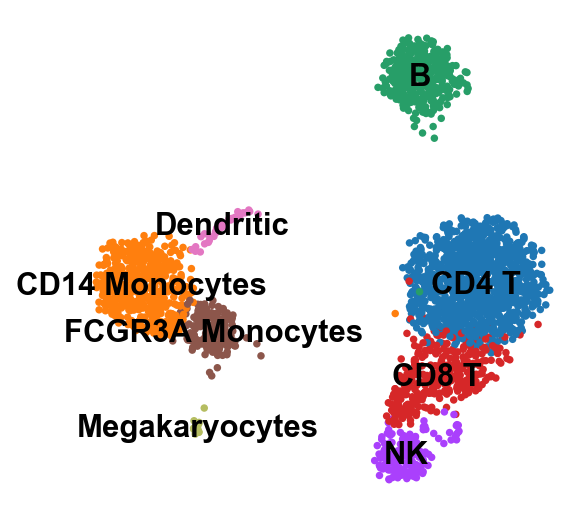 B
Dendritic
CD14 Monocytes
CD4 T
FCGR3A Monocytes
CD8 T
Megakaryocytes
NK